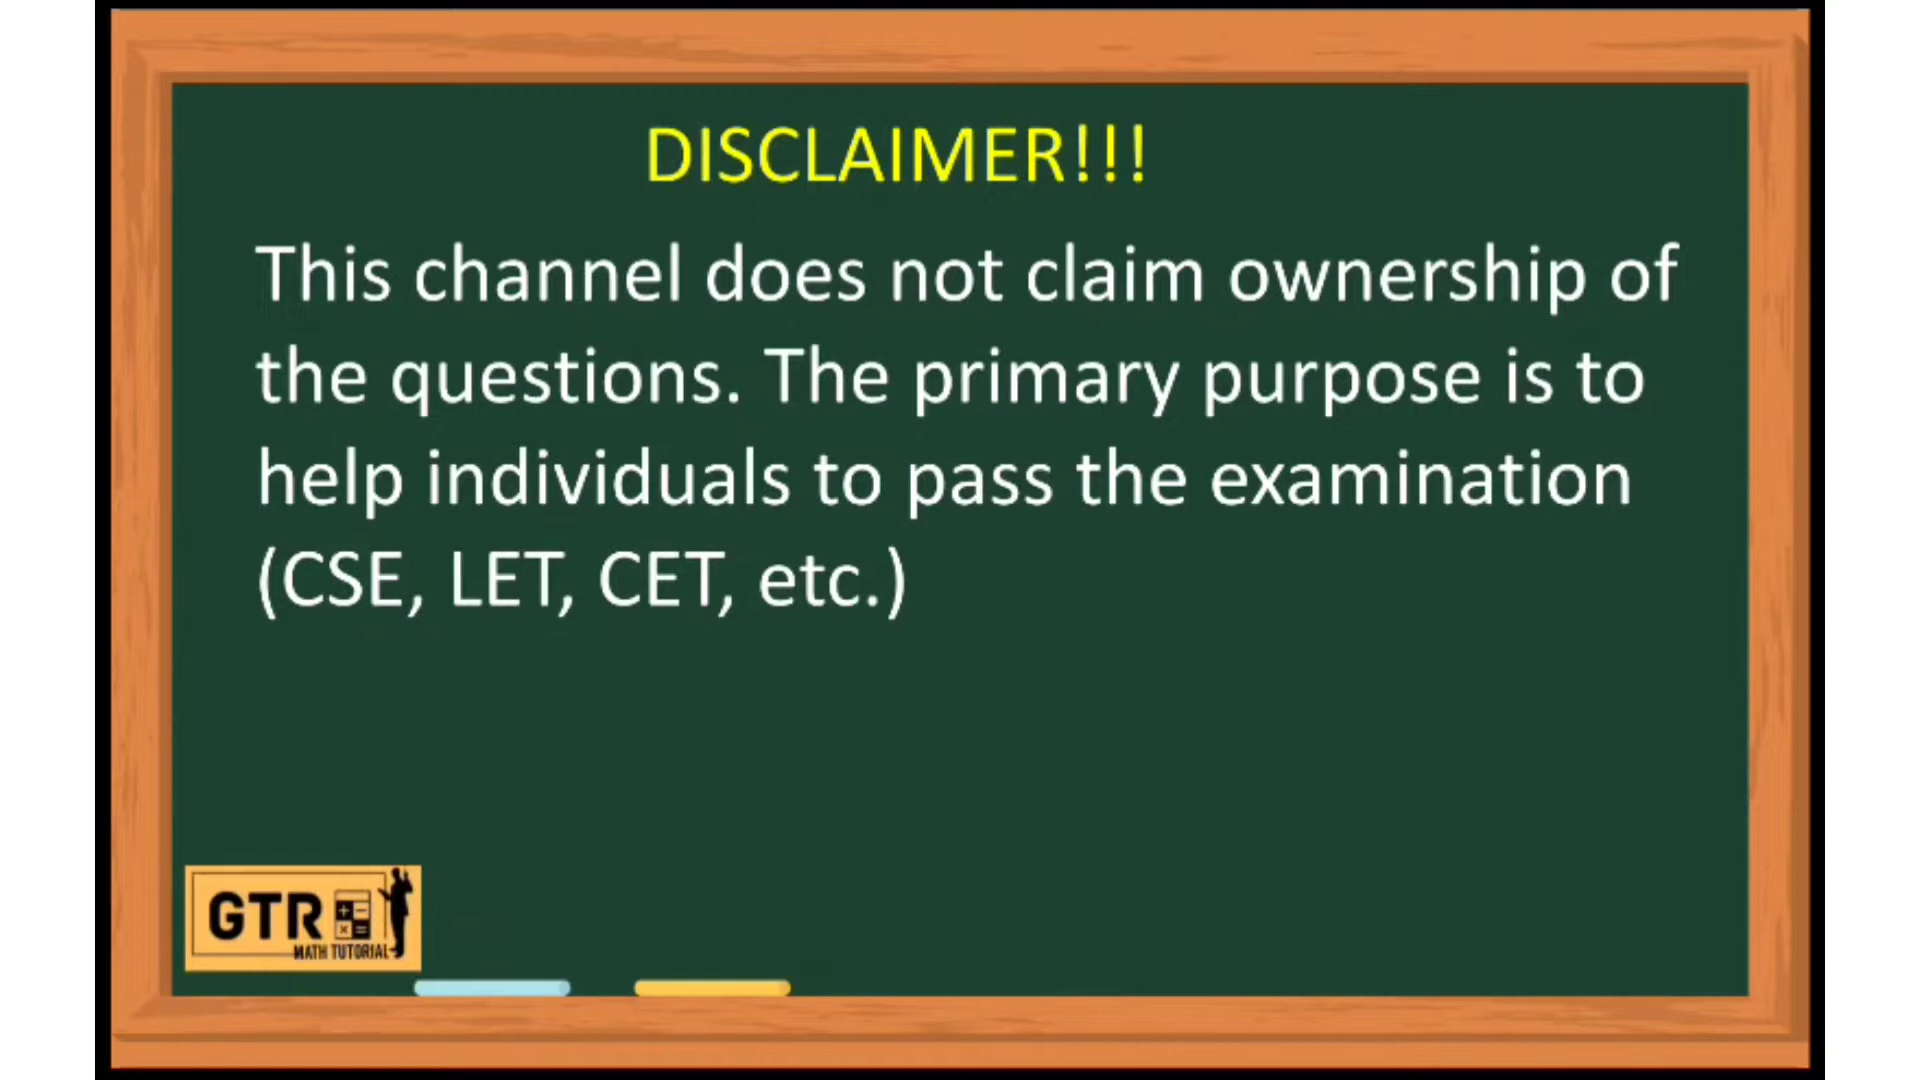 DISCLAIMER!!!
This channel does not claim ownership of
the questions. The primary purpose is to
help individuals to pass the examination
(CSE, LET, CET, etc.)
GTR
MATH TUTORIAL